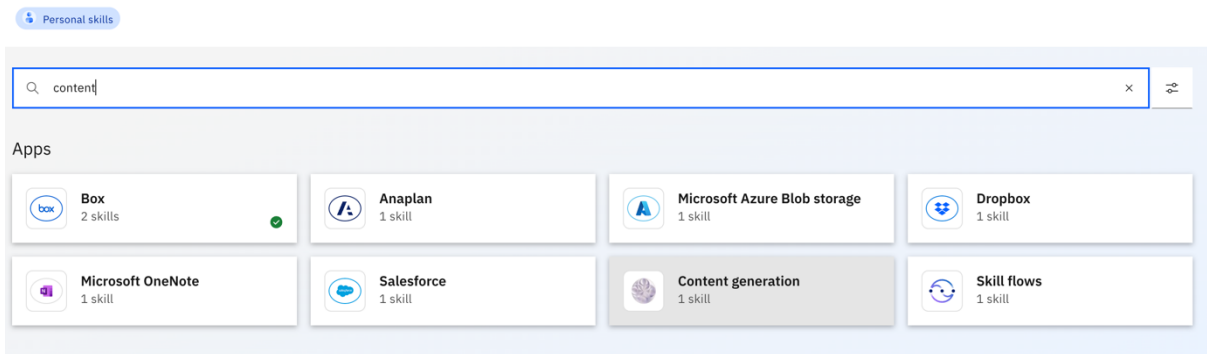 Personal skills
content
Apps
box
Box
2 skills
Anaplan
1 skill
Microsoft Azure Blob storage
1 skill
Dropbox
1 skill
Microsoft OneNote
1 skill
Salesforce
1 skill
Content generation
1 skill
Skill flows
1 skill